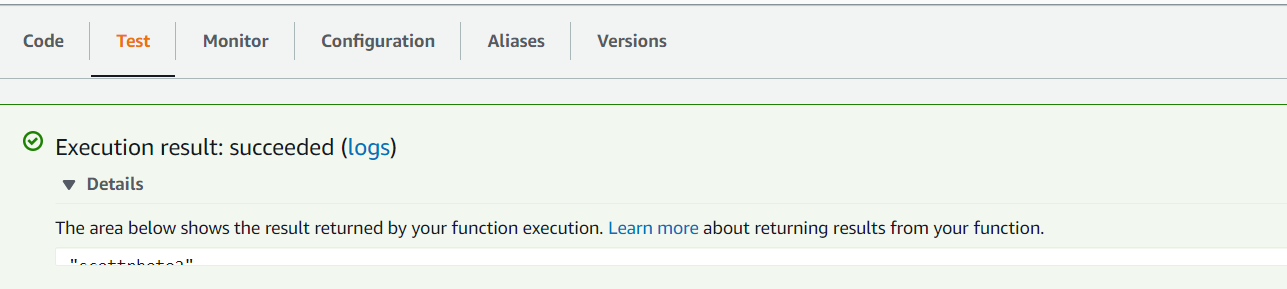 Code
Test
Monitor
Configuration
Aliases
Versions
Execution result: succeeded (logs)
Details
The area below shows the result returned by your function execution. Learn more about returning results from your function.